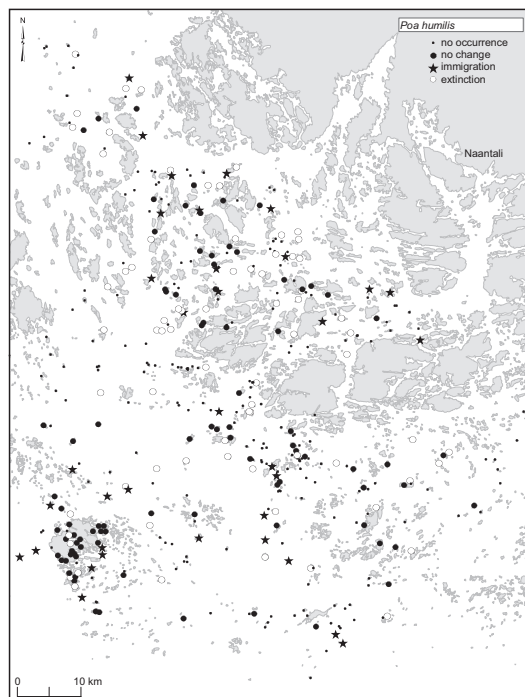 N
Poa humilis
no occurrence
no change
immigration
extinction
Naantali
0 10 km